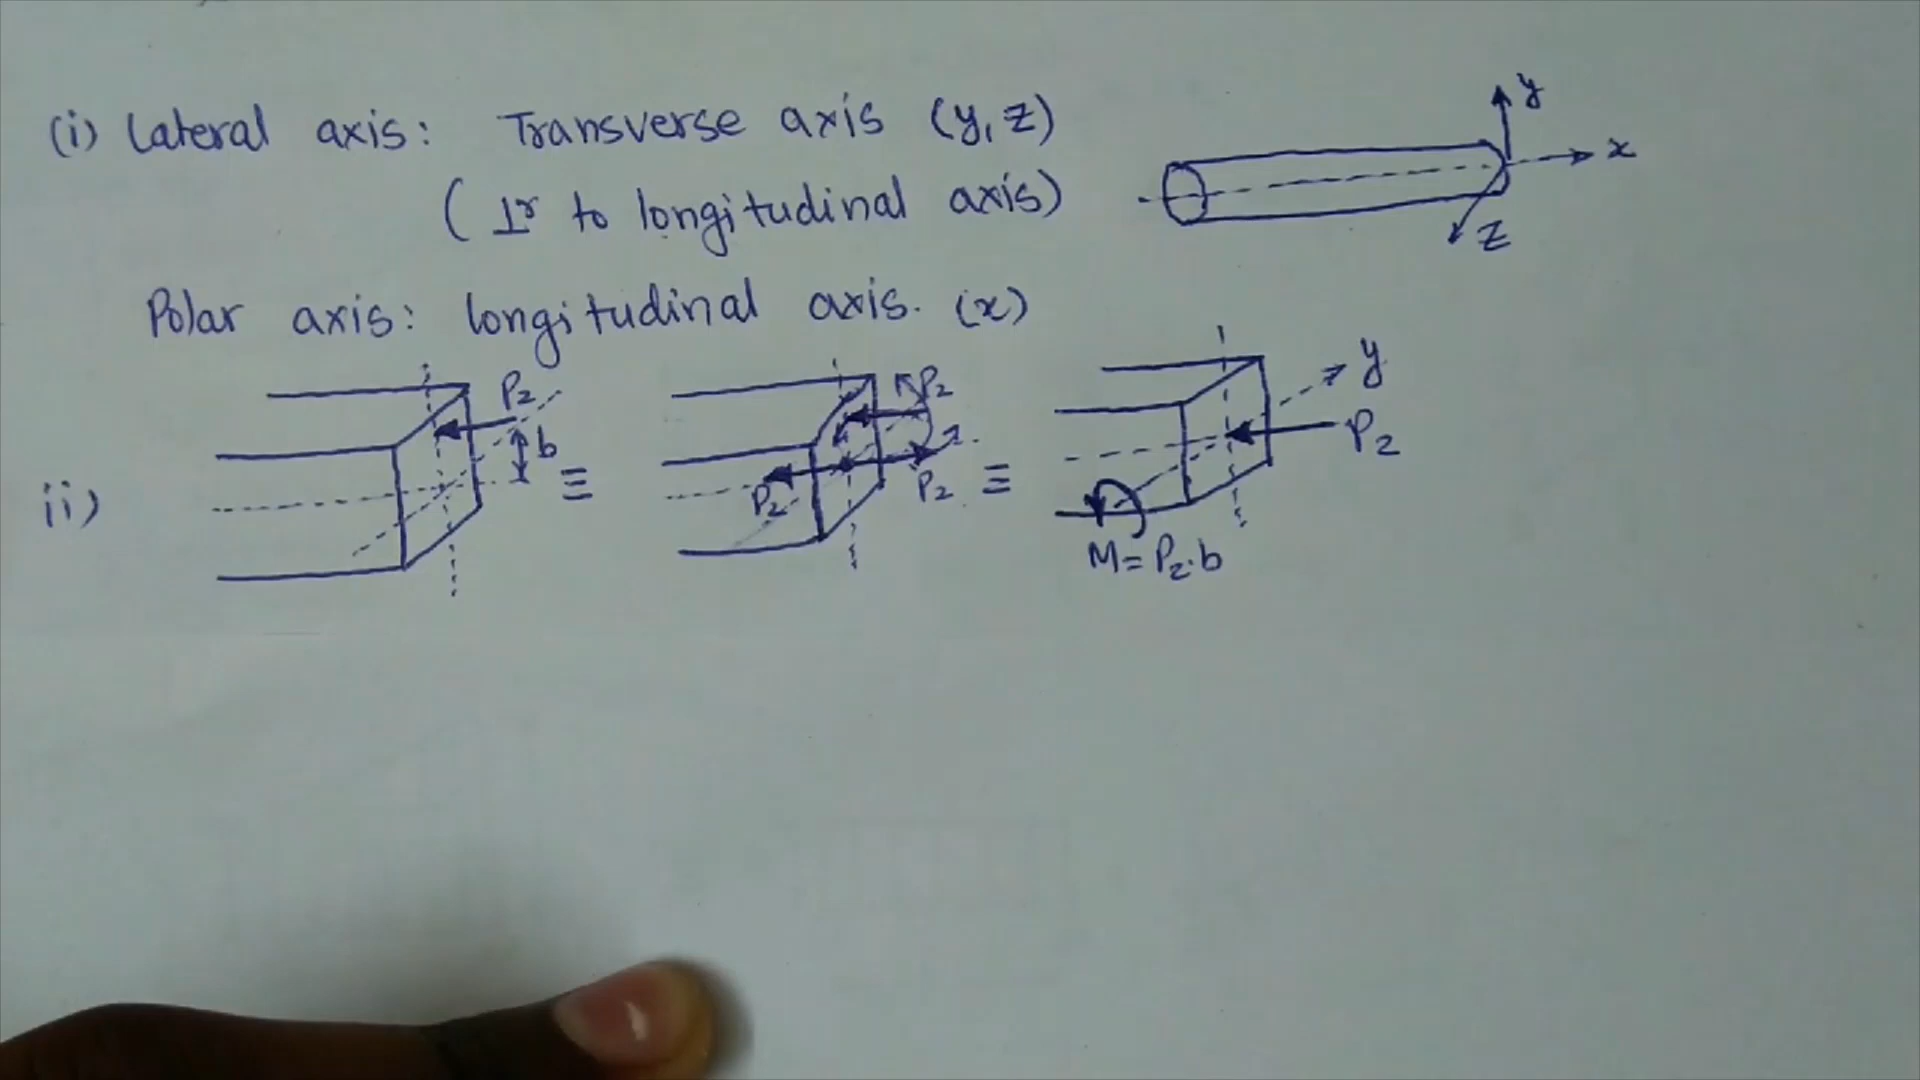 (i) Lateral axis: Transverse axis (y, z)
(⊥r to longitudinal axis)
y
x
z
Polar axis: longitudinal axis. (x)
ii)
P2
b
≡
P2
P2
P2
≡
y
P2
M = P2·b